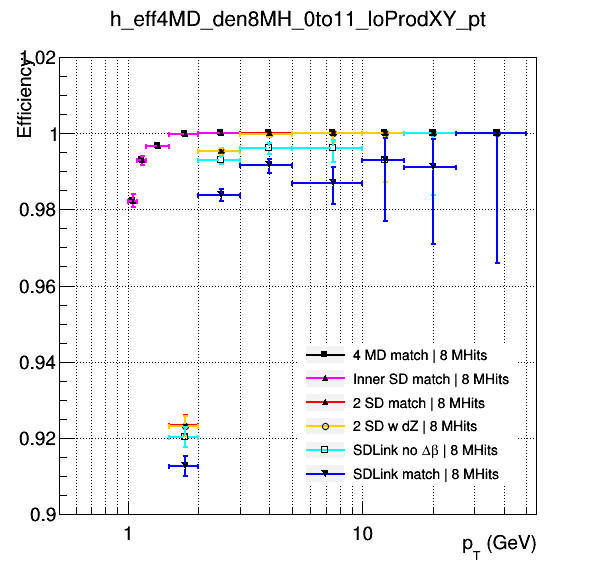 h_eff4MD_den8MH_0to11_loProdXY_pt
Efficiency
1.02
1
0.98
0.96
0.94
0.92
0.9
4 MD match | 8 MHits
Inner SD match | 8 MHits
2 SD match | 8 MHits
2 SD w dZ | 8 MHits
SDLink no Δβ | 8 MHits
SDLink match | 8 MHits
1
10
p_T (GeV)